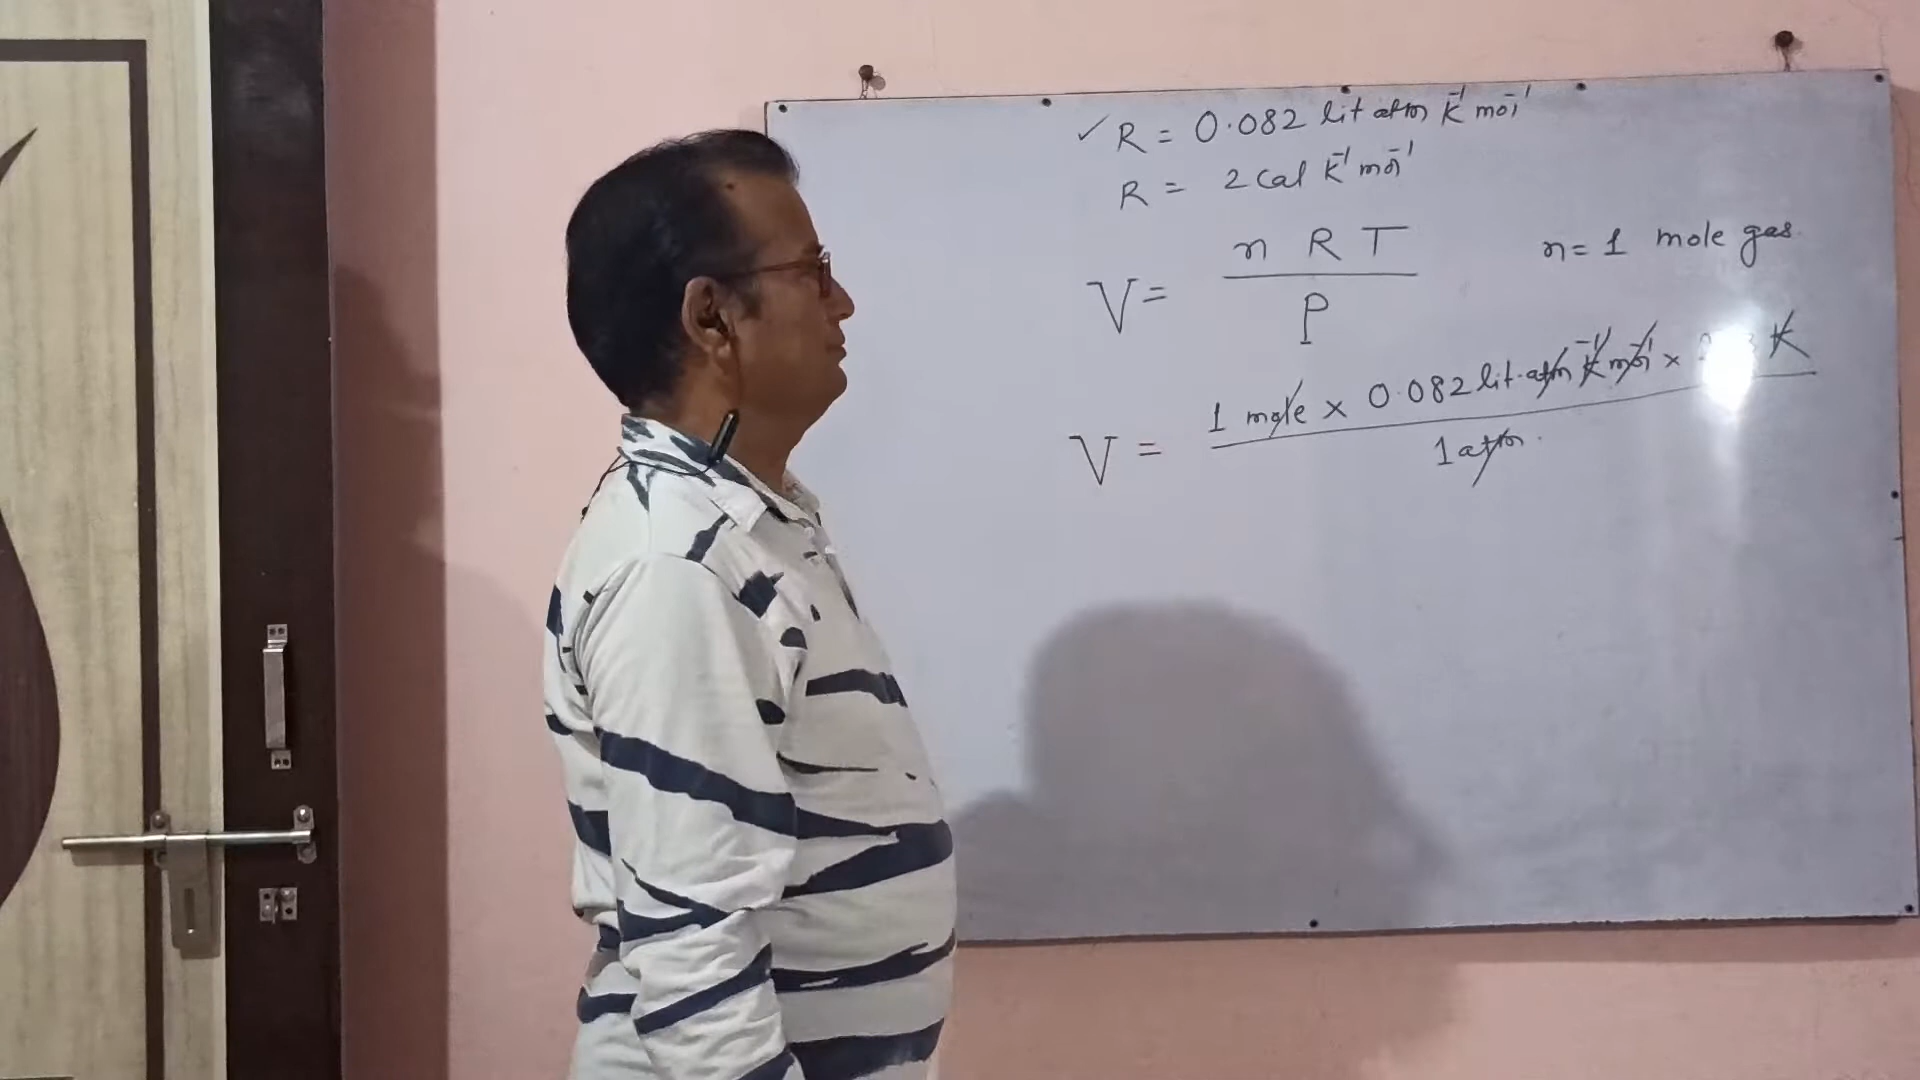 ✓ R = 0.082 lit atm K⁻¹ mol⁻¹
R = 2 Cal K⁻¹ mol⁻¹
V = n R T / P
n = 1 mole gas
V = 1 mole × 0.082 lit. atm K⁻¹ mol⁻¹ × K / 1 atm.